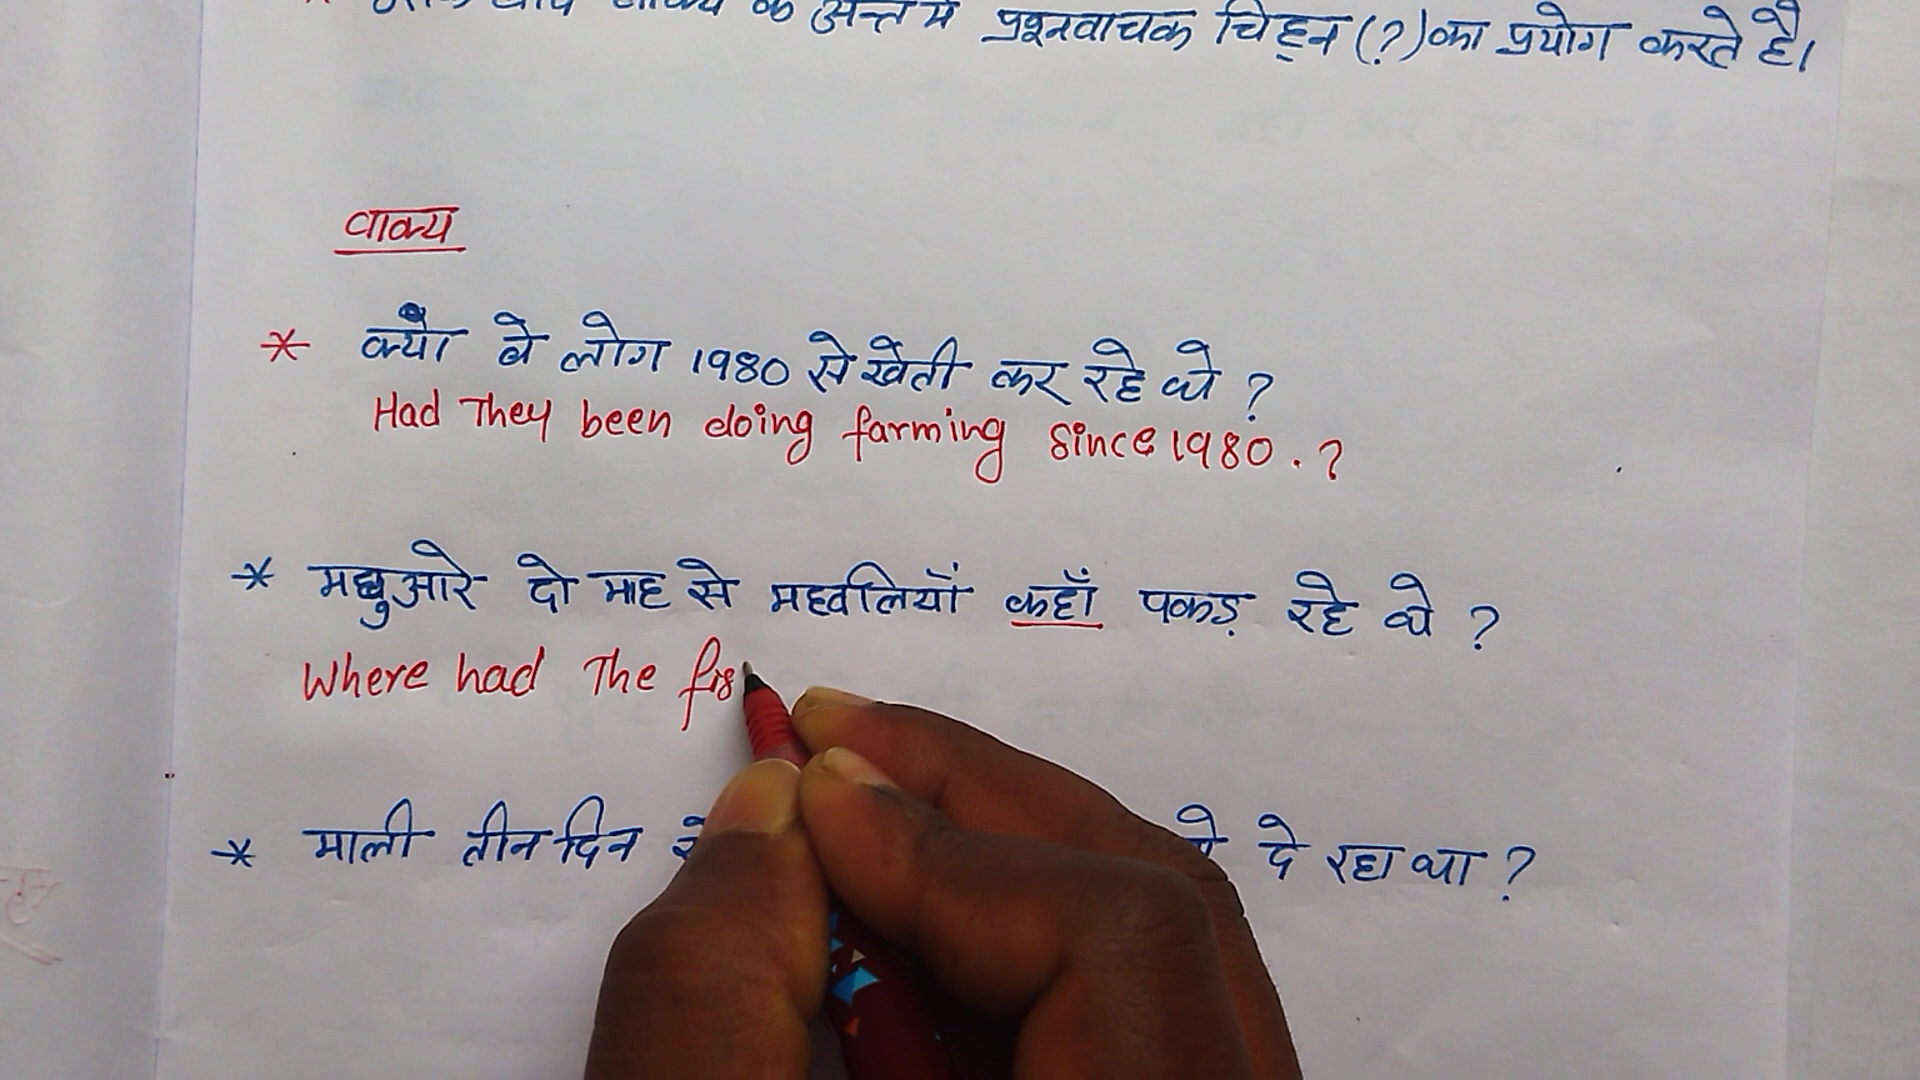 के अन्त में प्रश्नवाचक चिह्न (?) का प्रयोग करते है।
वाक्य
* क्या वे लोग 1980 से खेती कर रहे थे ?
Had They been doing farming Since 1980. ?
* मछुआरे दो माह से मछलियाँ कहाँ पकड़ रहे थे ?
Where had The fis
* माली तीन दिन दे रहा था ?